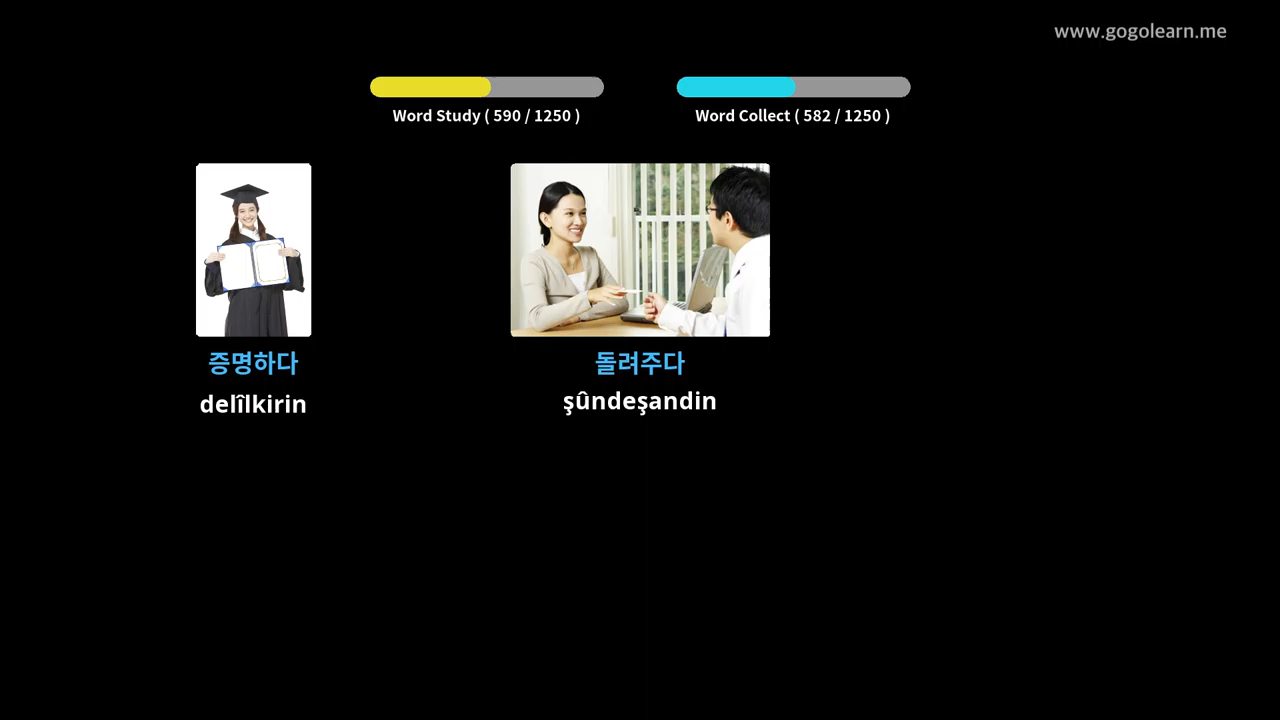 www.gogolearn.me
Word Study ( 590 / 1250 )
Word Collect ( 582 / 1250 )
증명하다
delîlkirin
돌려주다
şûndeşandin